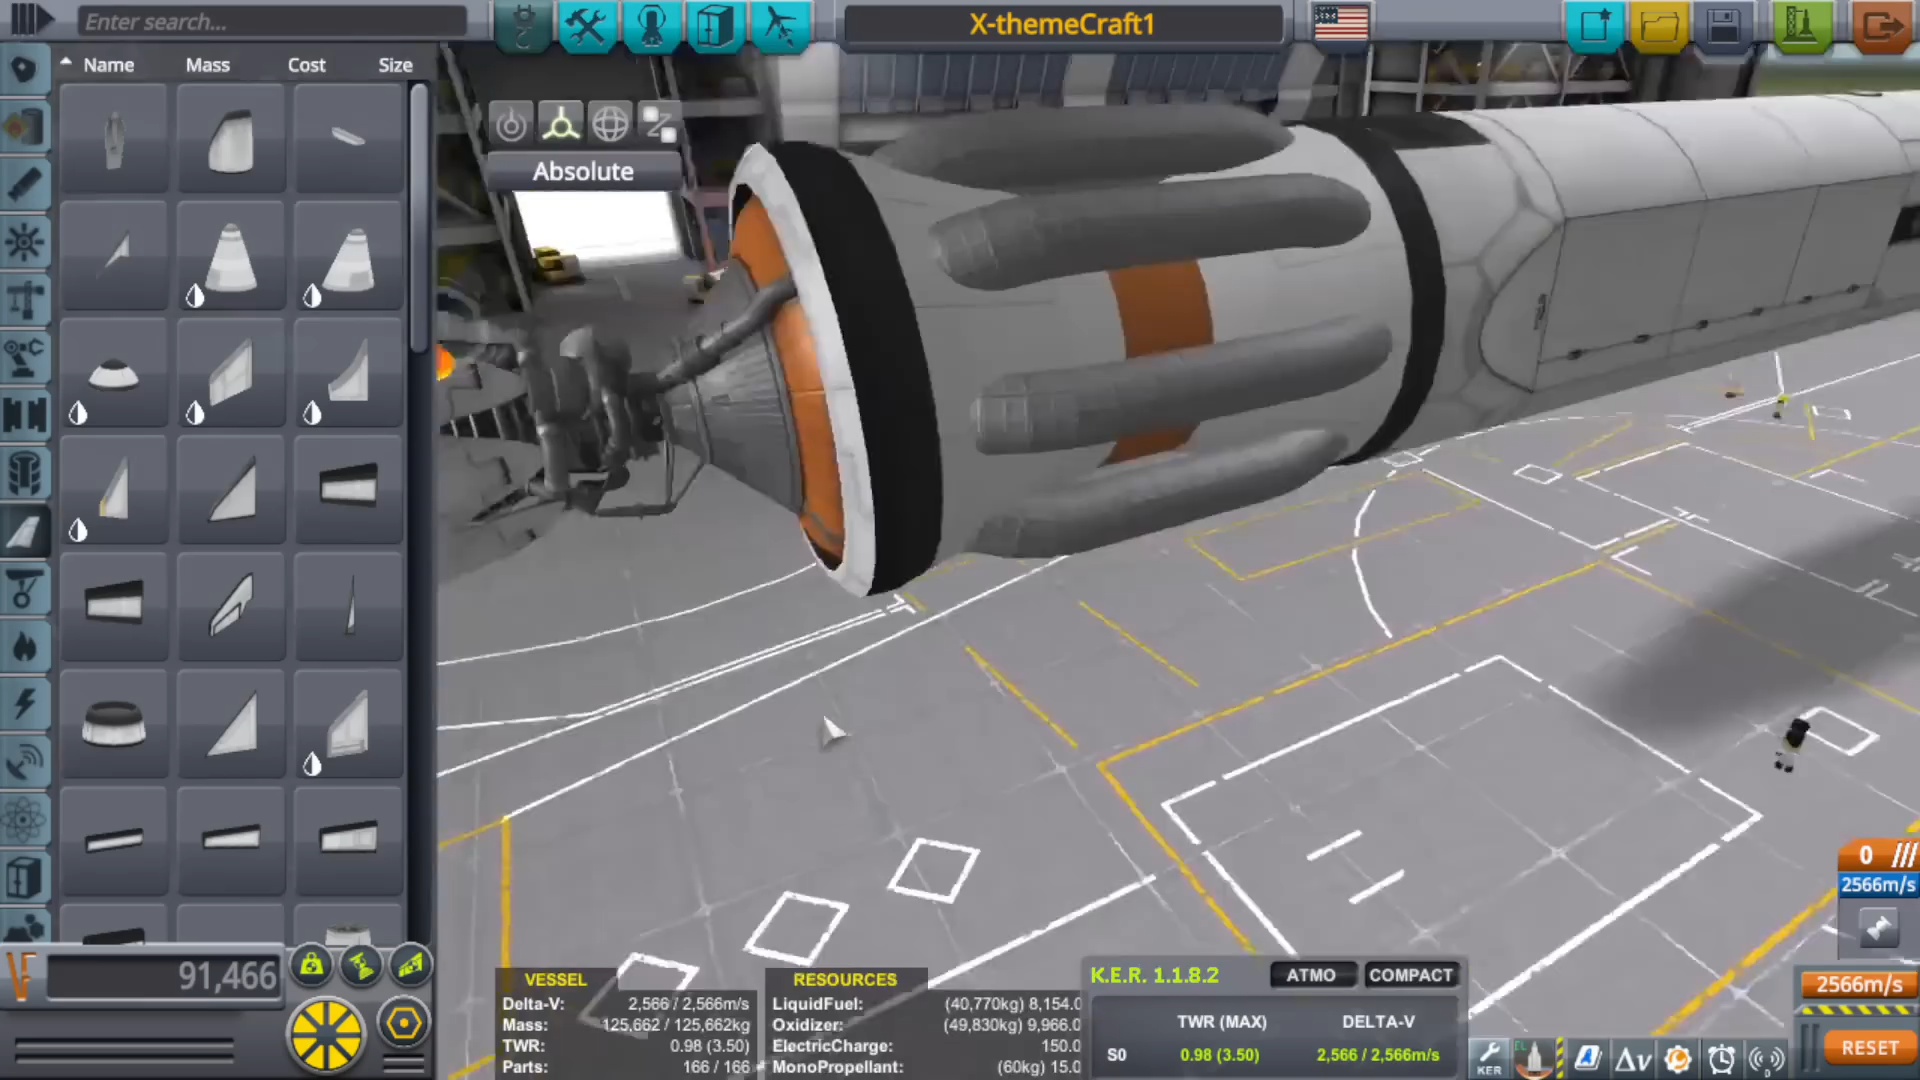 Enter search...
X-themeCraft1
Name Mass Cost Size
Absolute
0
2566m/s
91,466
VESSEL
Delta-V: 2,566 / 2,566m/s
Mass: 125,662 / 125,662kg
TWR: 0.98 (3.50)
Parts: 166 / 166
RESOURCES
LiquidFuel: (40,770kg) 8,154.0
Oxidizer: (49,830kg) 9,966.0
ElectricCharge: 150.0
MonoPropellant: (60kg) 15.0
K.E.R. 1.1.8.2 ATMO COMPACT
TWR (MAX) DELTA-V
S0 0.98 (3.50) 2,566 / 2,566m/s
2566m/s
KER
EL
Δv
RESET